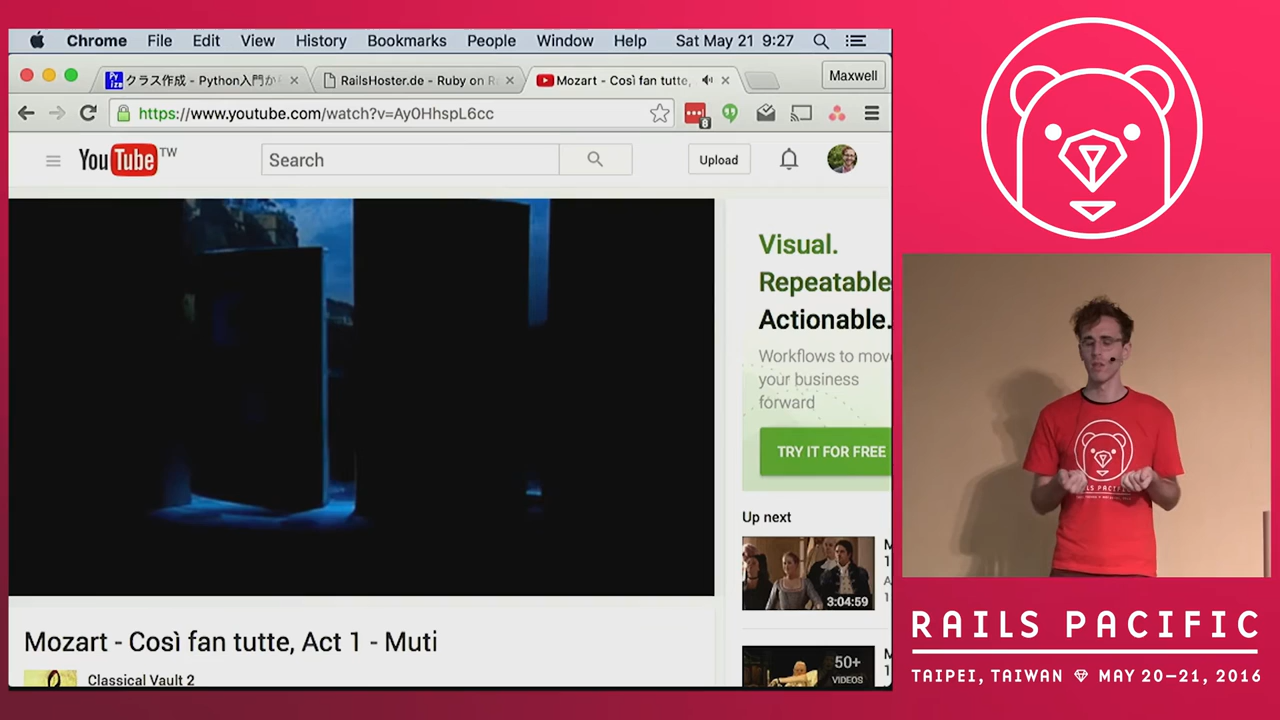 Chrome File Edit View History Bookmarks People Window Help Sat May 21 9:27
クラス作成 - Python入門か
RailsHoster.de - Ruby on R
Mozart - Così fan tutte,
Maxwell
https://www.youtube.com/watch?v=Ay0HhspL6cc
8
YouTube TW
Search
Upload
Visual.
Repeatable
Actionable.
Workflows to move
your business
forward
TRY IT FOR FREE
Up next
3:04:59
50+
VIDEOS
Mozart - Così fan tutte, Act 1 - Muti
Classical Vault 2
RAILS PACIFIC
TAIPEI, TAIWAN MAY 20–21, 2016